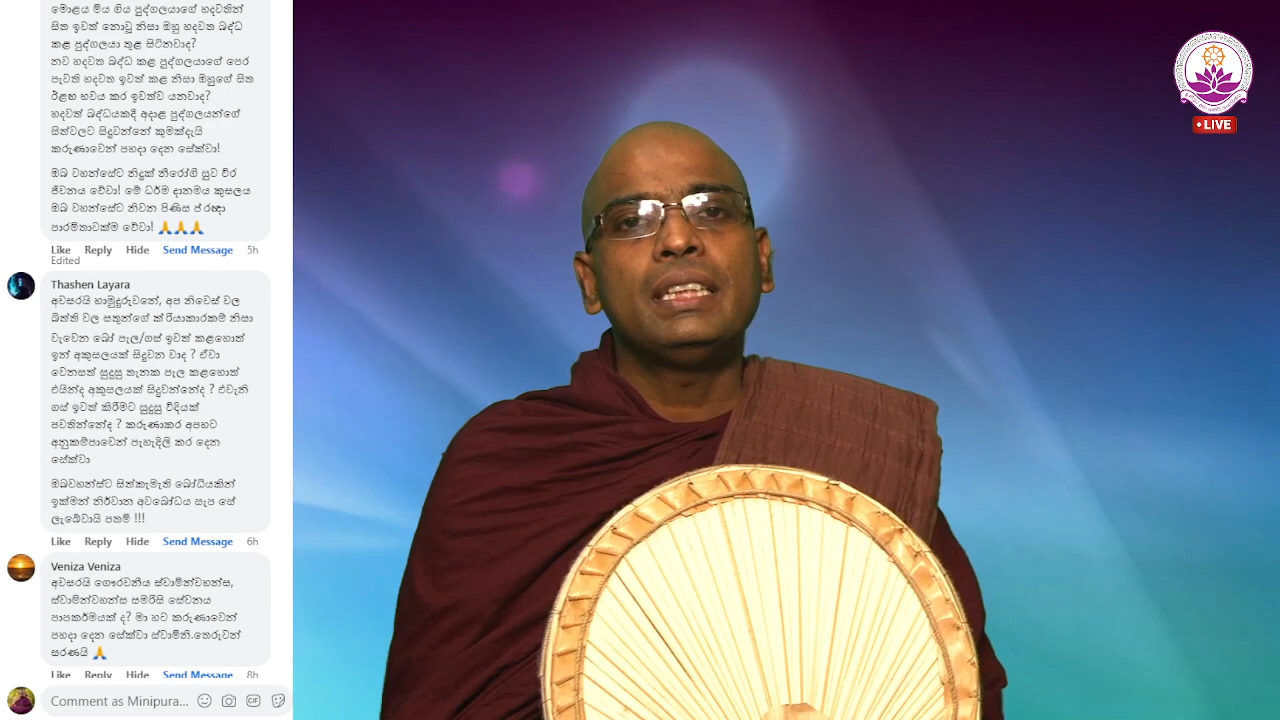 මොළය මිය ගිය පුද්ගලයාගේ හදවතින්
සිත ඉවත් නොවූ නිසා ඔහු හදවත බද්ධ
කළ පුද්ගලයා තුළ සිටිනවාද?
නව හදවත බද්ධ කළ පුද්ගලයාගේ පෙර
පැවති හදවත ඉවත් කළ නිසා ඔහුගේ සිත
ඊළඟ භවය කර ඉවත්ව යනවාද?
හදවත් බද්ධයකදී අදාළ පුද්ගලයන්ගේ
සිත්වලට සිදුවන්නේ කුමක්දැයි
කරුණාවෙන් පහදා දෙන සේක්වා!
ඔබ වහන්සේට නිදුක් නීරෝගී සුව චිර
ජීවනය වේවා! මේ ධර්ම දානමය කුසලය
ඔබ වහන්සේට නිවන පිණිස ප්‍රඥා
පාරමිතාවක්ම වේවා! 🙏🙏🙏
Like Reply Hide Send Message 5h
Edited
Thashen Layara
අවසරයි හාමුදුරුවනේ, අප නිවෙස් වල
බිත්ති වල සතුන්ගේ ක්‍රියාකාරකම් නිසා
වැවෙන බෝ පැල/ගස් ඉවත් කළහොත්
ඉන් අකුසලයක් සිදුවන වාද ? ඒවා
වෙනසත් සුදුසු තැනක පැල කළහොත්
එයින්ද අකුසලයක් සිදුවන්නේද ? එවැනි
ගස් ඉවත් කිරීමට සුදුසු විදියක්
පවතින්නේද ? කරුණාකර අපහට
අනුකම්පාවෙන් පැහැදිලි කර දෙන
සේක්වා
ඔබවහන්ස්ට සිත්කැමැති බෝධියකින්
ඉක්මන් නිර්වාන අවබෝධය සැප සේ
ලැබේවායි පතමි !!!
Like Reply Hide Send Message 6h
Veniza Veniza
අවසරයි ගෞරවනීය ස්වාමින්වහන්ස,
ස්වාමින්වහන්ස සමරිසි සේවනය
පාපකර්මයක් ද? මා හට කරුණාවෙන්
පහදා දෙන සේක්වා ස්වාමිනි.තෙරුවන්
සරණයි 🙏
Like Reply Hide Send Message 8h
Comment as Minipura... GIF
• LIVE